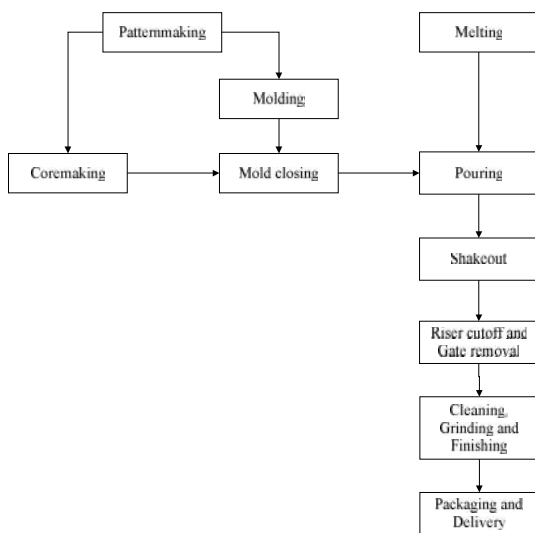 Patternmaking
Melting
Molding
Coremaking
Mold closing
Pouring
Shakeout
Riser cutoff and
Gate removal
Cleaning,
Grinding and
Finishing
Packaging and
Delivery